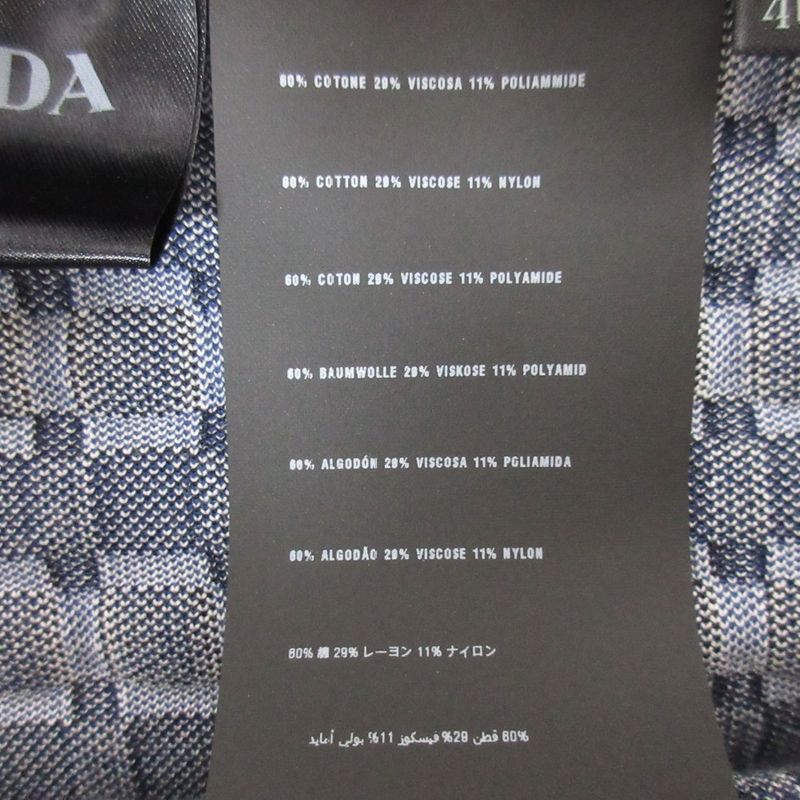 DA
4
60% COTONE 29% VISCOSA 11% POLIAMMIDE
60% COTTON 29% VISCOSE 11% NYLON
60% COTON 29% VISCOSE 11% POLYAMIDE
60% BAUMWOLLE 29% VISKOSE 11% POLYAMID
60% ALGODÓN 29% VISCOSA 11% POLIAMIDA
60% ALGODÃO 29% VISCOSE 11% NYLON
60% 綿 29% レーヨン 11% ナイロン
60% قطن 29% فيسكوز 11% بولي أمايد